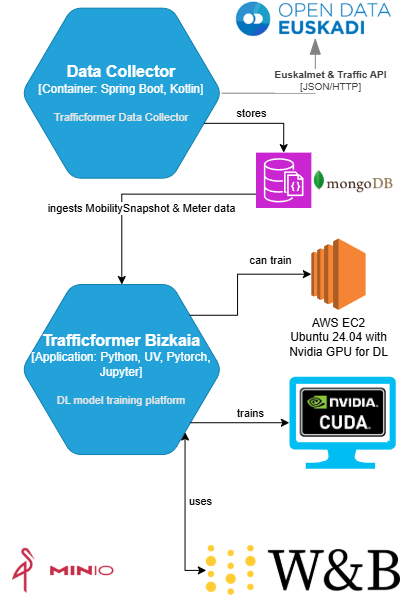 OPEN DATA
EUSKADI
Data Collector
[Container: Spring Boot, Kotlin]
Trafficformer Data Collector
Euskalmet & Traffic API
[JSON/HTTP]
stores
mongoDB
ingests MobilitySnapshot & Meter data
can train
AWS EC2
Ubuntu 24.04 with
Nvidia GPU for DL
Trafficformer Bizkaia
[Application: Python, UV, Pytorch,
Jupyter]
DL model training platform
trains
NVIDIA.
CUDA.
uses
MINIO
W&B